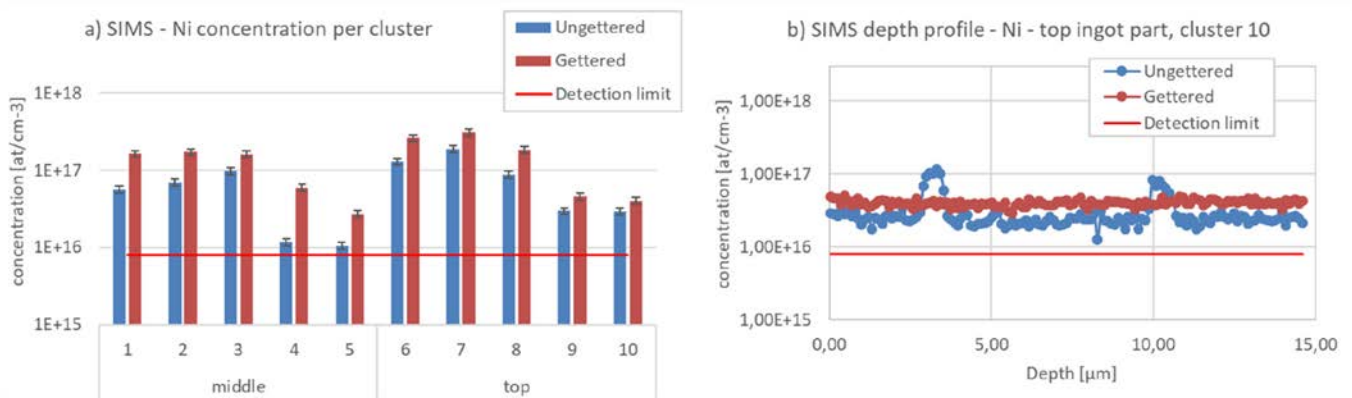 a) SIMS - Ni concentration per cluster
Ungettered
Gettered
Detection limit
concentration [at/cm-3]
1E+18
1E+17
1E+16
1E+15
1 2 3 4 5 6 7 8 9 10
middle top
b) SIMS depth profile - Ni - top ingot part, cluster 10
Ungettered
Gettered
Detection limit
concentration [at/cm-3]
1,00E+18
1,00E+17
1,00E+16
1,00E+15
0,00 5,00 10,00 15,00
Depth [µm]